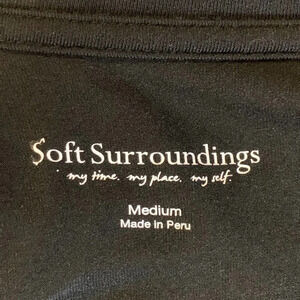 Soft Surroundings
my time. my place. my self.
Medium
Made in Peru